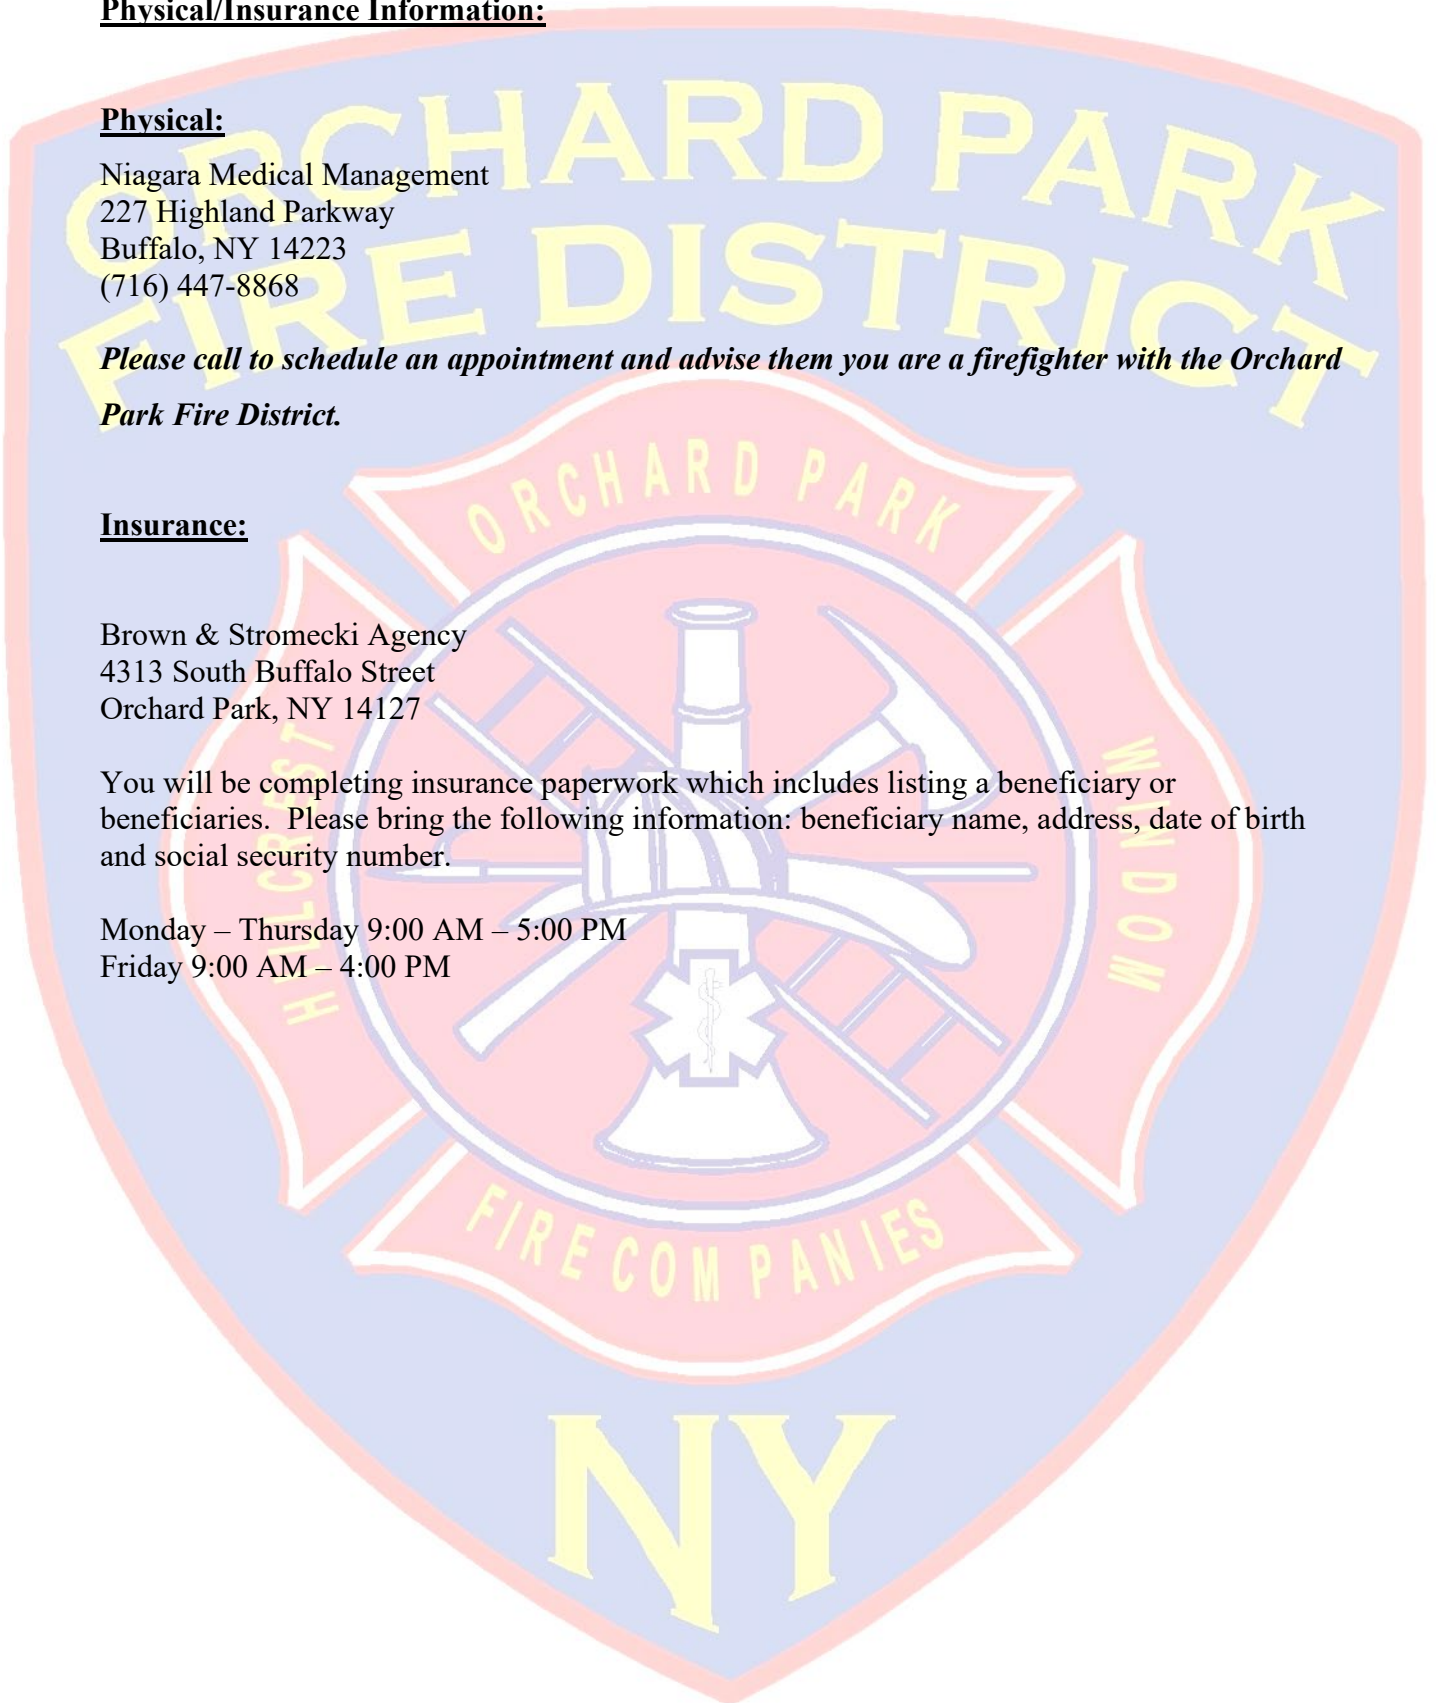 Physical/Insurance Information:
ORCHARD PARK
FIRE DISTRICT
Physical:
Niagara Medical Management
227 Highland Parkway
Buffalo, NY 14223
(716) 447-8868
Please call to schedule an appointment and advise them you are a firefighter with the Orchard
Park Fire District.
ORCHARD PARK
Insurance:
Brown & Stromecki Agency
4313 South Buffalo Street
Orchard Park, NY 14127
HILLCREST
WINDOM
You will be completing insurance paperwork which includes listing a beneficiary or
beneficiaries.  Please bring the following information: beneficiary name, address, date of birth
and social security number.
Monday – Thursday 9:00 AM – 5:00 PM
Friday 9:00 AM – 4:00 PM
FIRE COMPANIES
NY